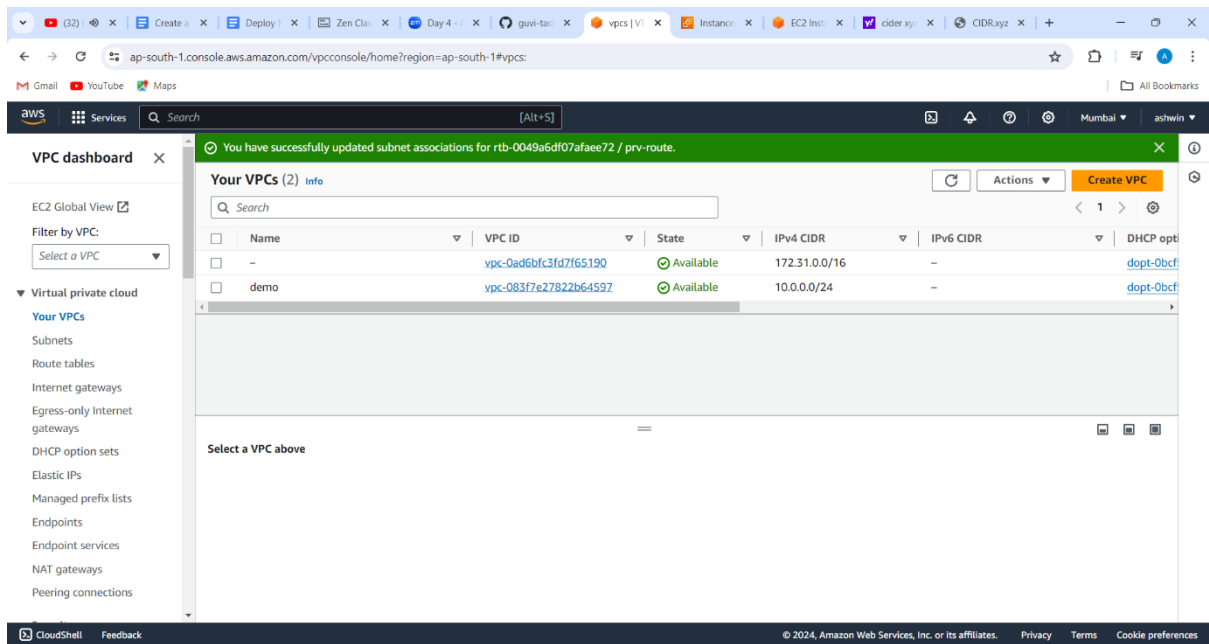 (32)
Create a
Deploy
Zen Clas
Day 4 -
guvi-tas
vpcs | V
Instance
EC2 Inst
cider xyz
CIDR.xyz
ap-south-1.console.aws.amazon.com/vpcconsole/home?region=ap-south-1#vpcs:
Gmail YouTube Maps All Bookmarks
aws Services Search [Alt+S] Mumbai ashwin
VPC dashboard
You have successfully updated subnet associations for rtb-0049a6df07afaee72 / prv-route.
Your VPCs (2) Info Actions Create VPC
EC2 Global View
Search 1
Filter by VPC:
Select a VPC
Name VPC ID State IPv4 CIDR IPv6 CIDR DHCP opti
– vpc-0ad6bfc3fd7f65190 Available 172.31.0.0/16 – dopt-0bcf
demo vpc-083f7e27822b64597 Available 10.0.0.0/24 – dopt-0bcf
Virtual private cloud
Your VPCs
Subnets
Route tables
Internet gateways
Egress-only Internet
gateways
DHCP option sets
Elastic IPs
Managed prefix lists
Endpoints
Endpoint services
NAT gateways
Peering connections
Select a VPC above
CloudShell Feedback © 2024, Amazon Web Services, Inc. or its affiliates. Privacy Terms Cookie preferences